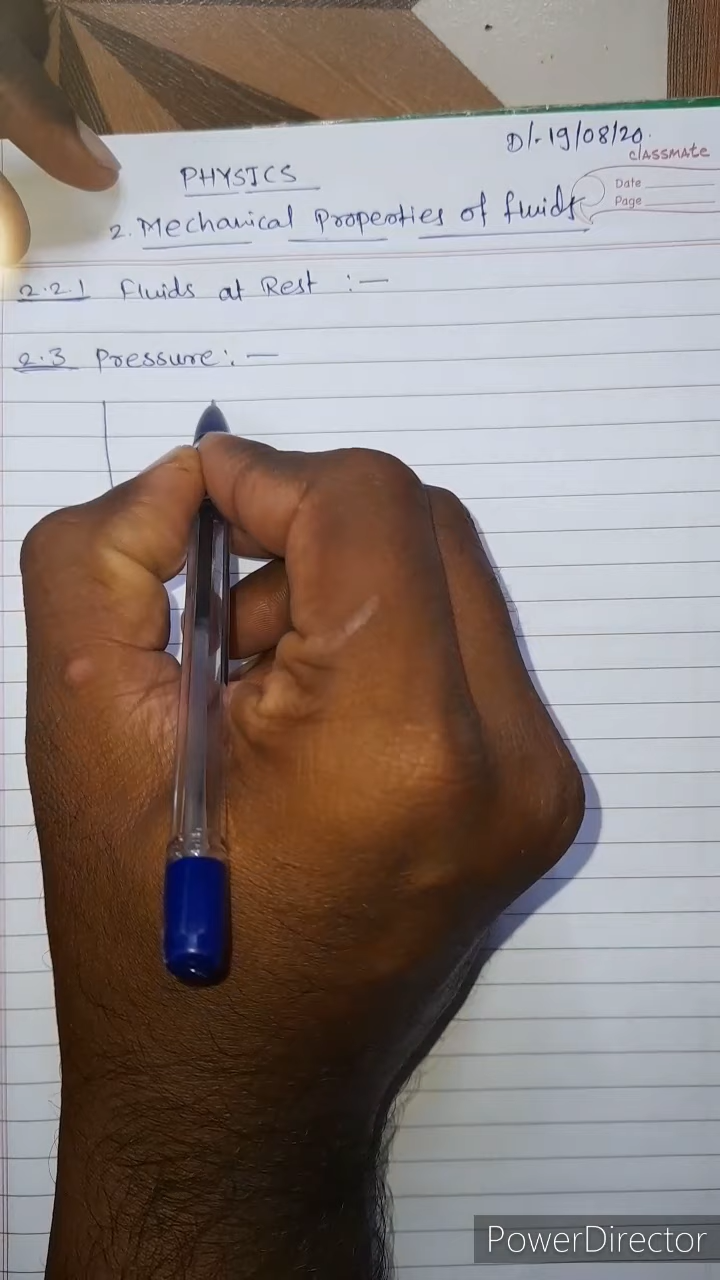 D/-19/08/20.
classmate
PHYSICS
Date
Page
2. Mechanical Properties of fluids
2.2.1 Fluids at Rest :-
2.3 Pressure:-
PowerDirector